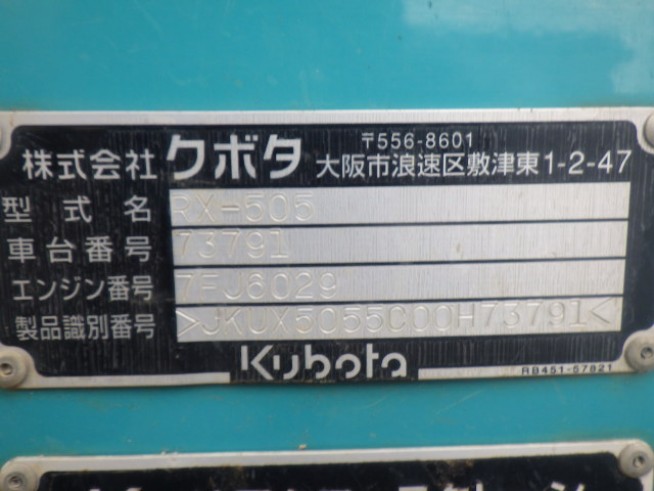 〒556-8601
株式会社 クボタ 大阪市浪速区敷津東1-2-47
型式名 RX-505
車台番号 73791
エンジン番号 7FJ6029
製品識別番号 >JKUX5055C00H73791<
Kubota
RB451-57821